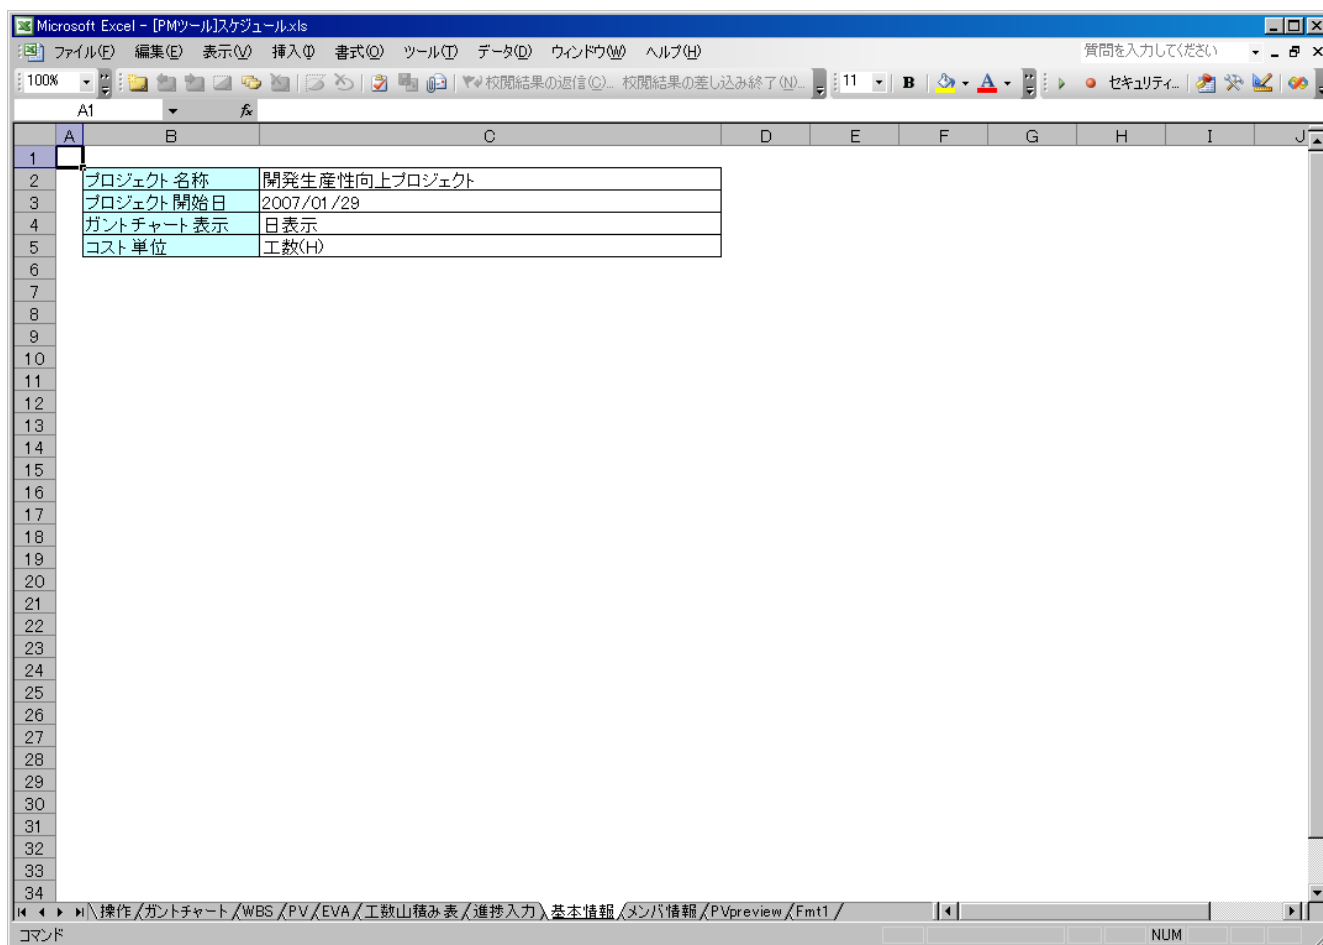 Microsoft Excel - [PMツール]スケジュール.xls
ファイル(F) 編集(E) 表示(V) 挿入(I) 書式(O) ツール(T) データ(D) ウィンドウ(W) ヘルプ(H) 質問を入力してください
100% 校閲結果の返信(C)... 校閲結果の差し込み終了(N)... 11 B A セキュリティ...
A1 fx
A B C D E F G H I J
1
2 プロジェクト名称 開発生産性向上プロジェクト
3 プロジェクト開始日 2007/01/29
4 ガントチャート表示 日表示
5 コスト単位 工数(H)
6
7
8
9
10
11
12
13
14
15
16
17
18
19
20
21
22
23
24
25
26
27
28
29
30
31
32
33
34
操作 ガントチャート WBS PV EVA 工数山積み表 進捗入力 基本情報 メンバ情報 PVpreview Fmt1
コマンド NUM